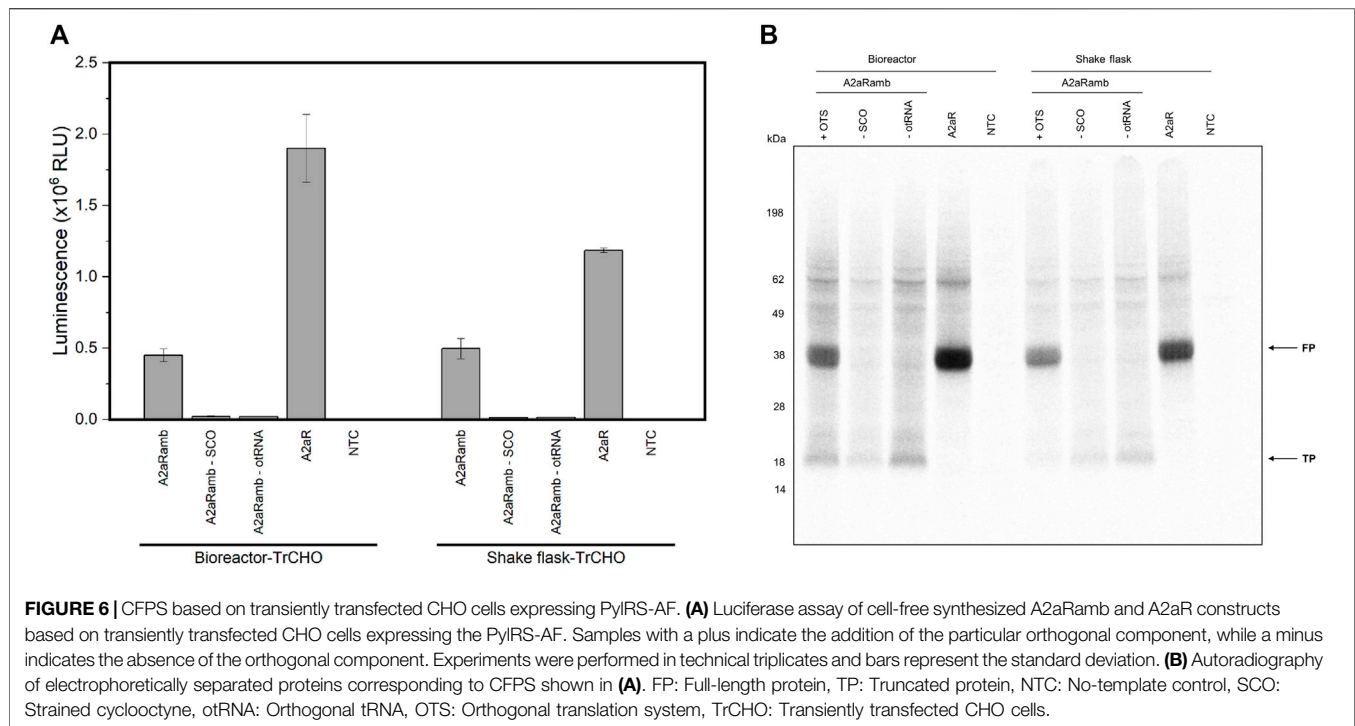 A
Luminescence (x10⁶ RLU)
2.5
2.0
1.5
1.0
0.5
0.0
A2aRamb
A2aRamb - SCO
A2aRamb - otRNA
A2aR
NTC
A2aRamb
A2aRamb - SCO
A2aRamb - otRNA
A2aR
NTC
Bioreactor-TrCHO
Shake flask-TrCHO
B
Bioreactor
Shake flask
A2aRamb
A2aRamb
+ OTS
- SCO
- otRNA
A2aR
NTC
+ OTS
- SCO
- otRNA
A2aR
NTC
kDa
198
62
49
38
28
18
14
FP
TP
FIGURE 6 | CFPS based on transiently transfected CHO cells expressing PylRS-AF. (A) Luciferase assay of cell-free synthesized A2aRamb and A2aR constructs
based on transiently transfected CHO cells expressing the PylRS-AF. Samples with a plus indicate the addition of the particular orthogonal component, while a minus
indicates the absence of the orthogonal component. Experiments were performed in technical triplicates and bars represent the standard deviation. (B) Autoradiography
of electrophoretically separated proteins corresponding to CFPS shown in (A). FP: Full-length protein, TP: Truncated protein, NTC: No-template control, SCO:
Strained cyclooctyne, otRNA: Orthogonal tRNA, OTS: Orthogonal translation system, TrCHO: Transiently transfected CHO cells.